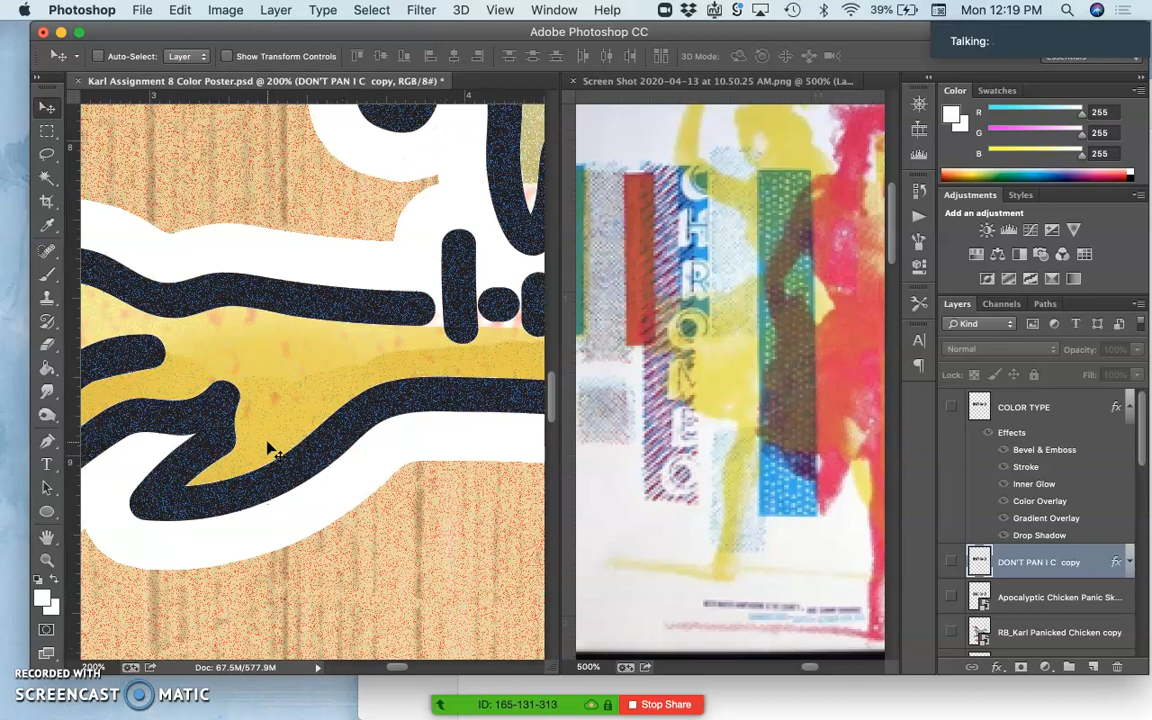 Photoshop File Edit Image Layer Type Select Filter 3D View Window Help 39% Mon 12:19 PM
Adobe Photoshop CC
Talking:
Auto-Select: Layer Show Transform Controls 3D Mode:
Karl Assignment 8 Color Poster.psd @ 200% (DON'T PAN I C copy, RGB/8#) *
Screen Shot 2020-04-13 at 10.50.25 AM.png @ 500% (La...
3 4
8
9
Color Swatches
R 255
G 255
B 255
Adjustments Styles
Add an adjustment
Layers Channels Paths
Kind
Normal Opacity: 100%
Lock: Fill: 100%
COLOR TYPE fx
Effects
Bevel & Emboss
Stroke
Inner Glow
Color Overlay
Gradient Overlay
Drop Shadow
DON'T PAN I C copy fx
Apocalyptic Chicken Panic Sk...
RB_Karl Panicked Chicken copy
200% Doc: 67.5M/577.9M
500%
RECORDED WITH
SCREENCAST MATIC
ID: 165-131-313 Stop Share